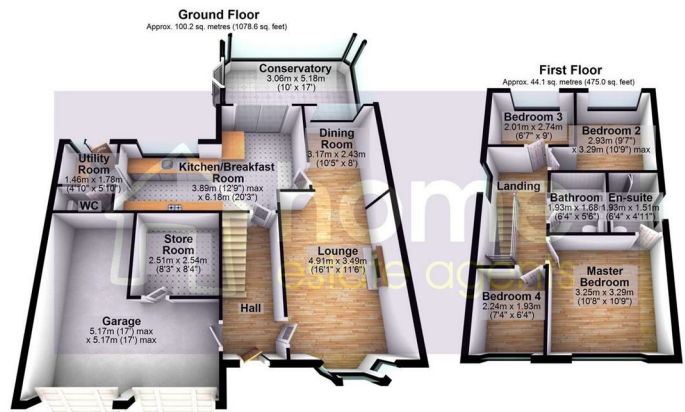 Ground Floor
Approx. 100.2 sq. metres (1078.6 sq. feet)
Conservatory
3.06m x 5.18m
(10' x 17')
Dining
Room
3.17m x 2.43m
(10'5" x 8')
Utility
Room
1.46m x 1.78m
(4'10" x 5'10")
Kitchen/Breakfast
Room
3.89m (12'9") max
x 6.18m (20'3")
WC
Store
Room
2.51m x 2.54m
(8'3" x 8'4")
Lounge
4.91m x 3.49m
(16'1" x 11'6")
Hall
Garage
5.17m (17') max
x 5.17m (17') max
First Floor
Approx. 44.1 sq. metres (475.0 sq. feet)
Bedroom 3
2.01m x 2.74m
(6'7" x 9')
Bedroom 2
2.93m (9'7")
x 3.29m (10'9") max
Landing
Bathroom
1.93m x 1.68
(6'4" x 5'6")
En-suite
1.93m x 1.51m
(6'4" x 4'11")
Master
Bedroom
3.25m x 3.29m
(10'8" x 10'9")
Bedroom 4
2.24m x 1.93m
(7'4" x 6'4")
home
estate agents